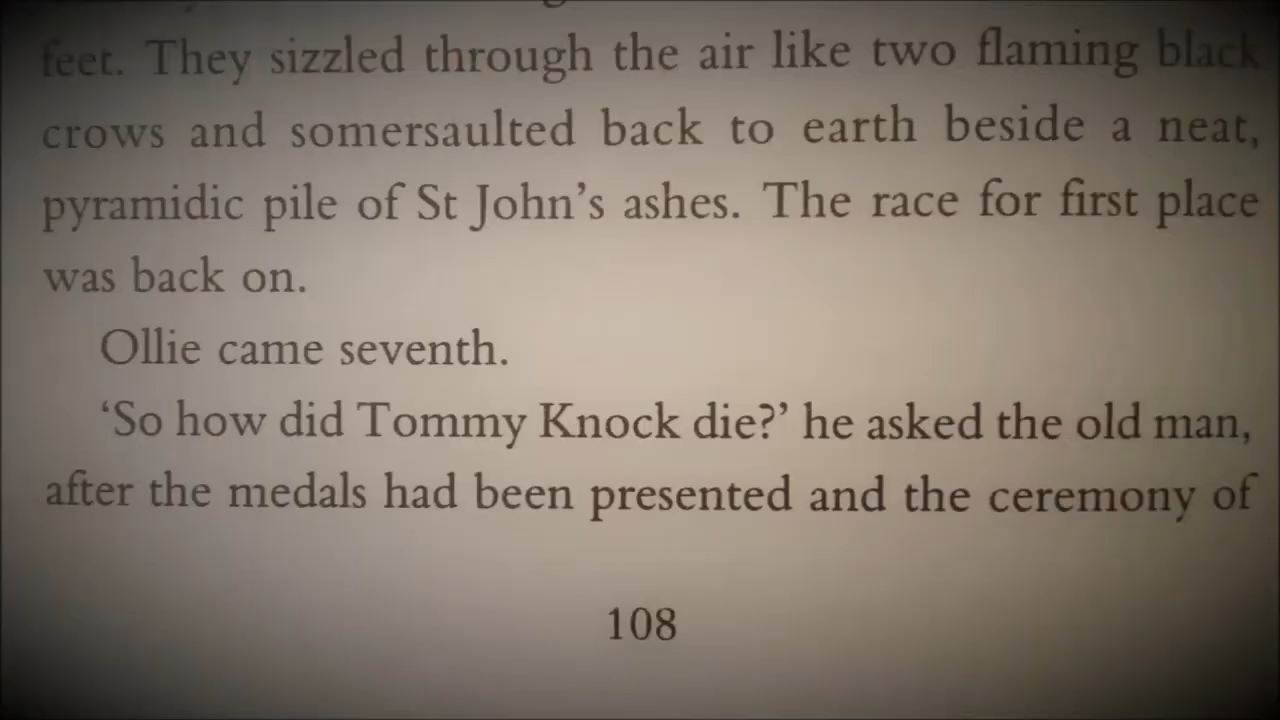 feet. They sizzled through the air like two flaming black
crows and somersaulted back to earth beside a neat,
pyramidic pile of St John’s ashes. The race for first place
was back on.
Ollie came seventh.
‘So how did Tommy Knock die?’ he asked the old man,
after the medals had been presented and the ceremony of
108